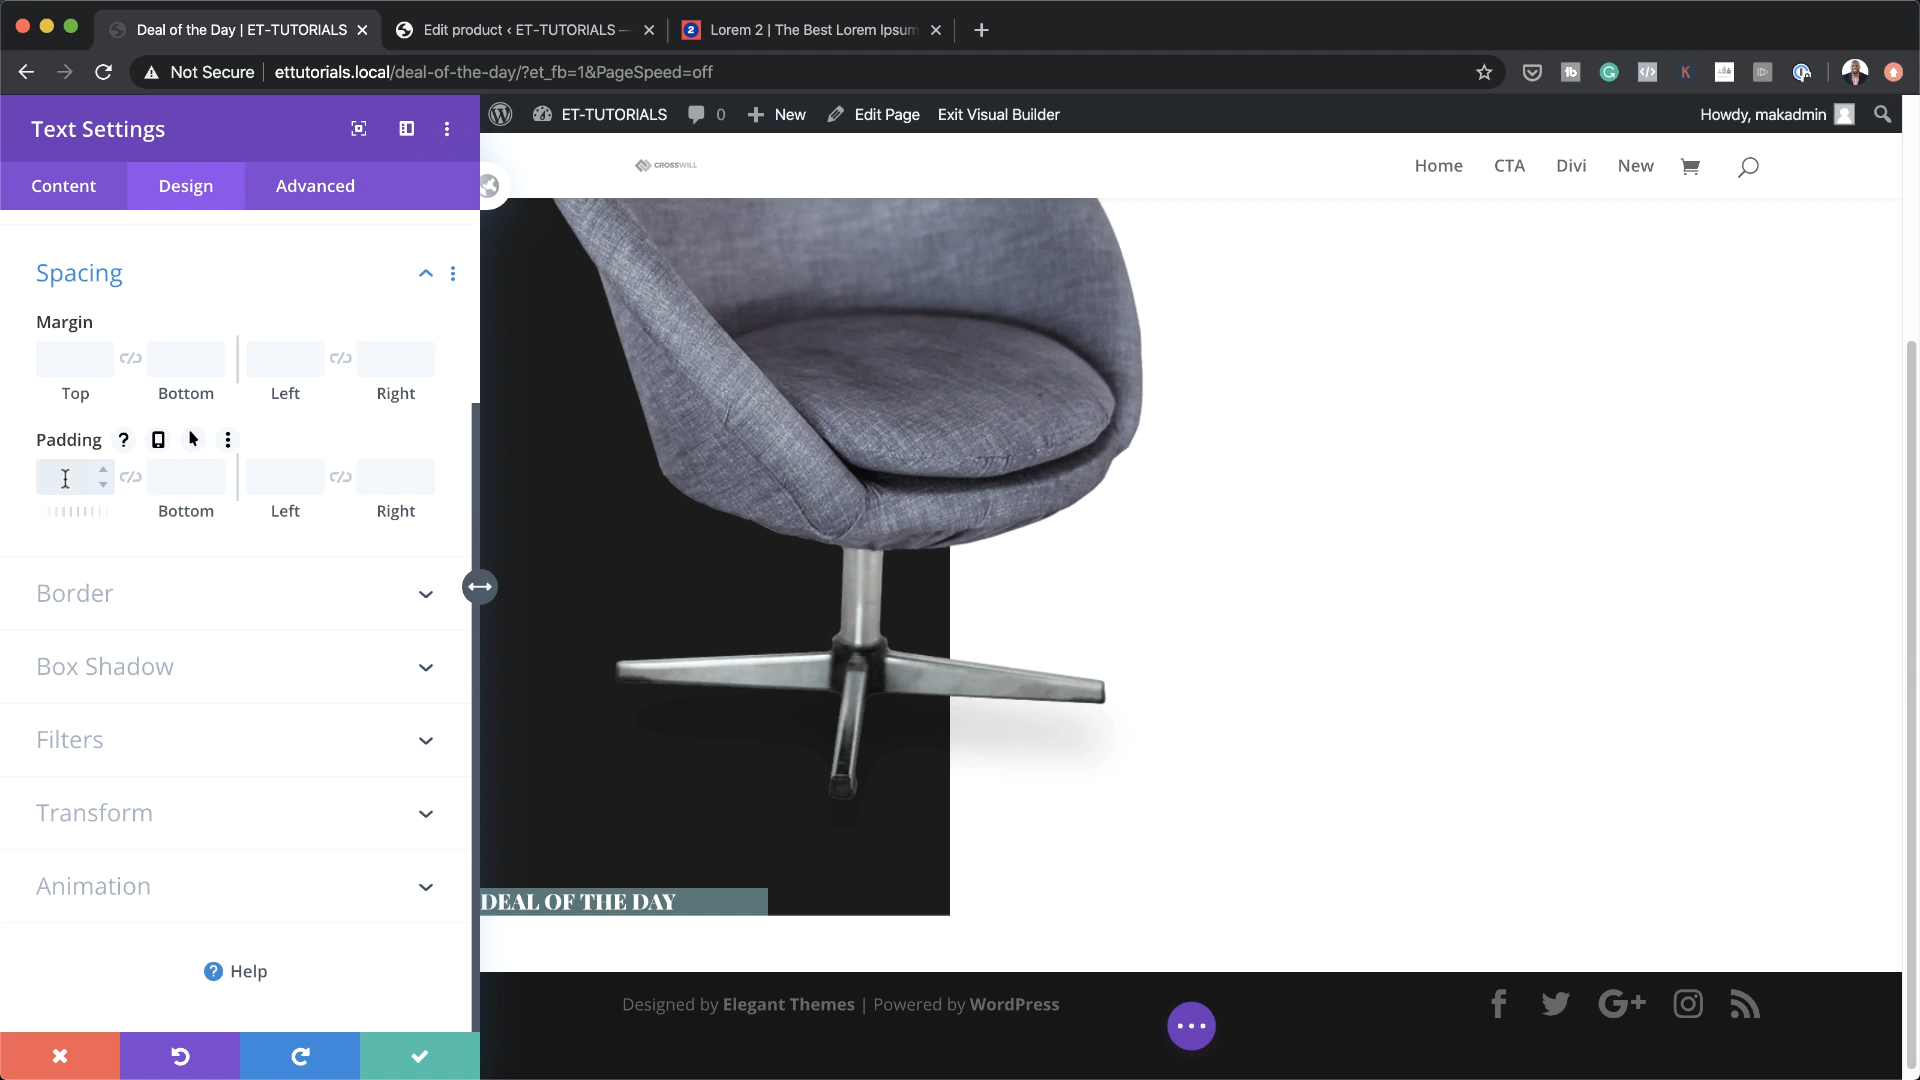 Deal of the Day | ET-TUTORIALS
Edit product ‹ ET-TUTORIALS —
Lorem 2 | The Best Lorem Ipsum
Not Secure
ettutorials.local/deal-of-the-day/?et_fb=1&PageSpeed=off
Text Settings
ET-TUTORIALS
0
New
Edit Page
Exit Visual Builder
Howdy, makadmin
Content
Design
Advanced
CROSSWILL
Home
CTA
Divi
New
Spacing
Margin
Top
Bottom
Left
Right
Padding
Bottom
Left
Right
Border
Box Shadow
Filters
Transform
Animation
DEAL OF THE DAY
Help
Designed by Elegant Themes | Powered by WordPress